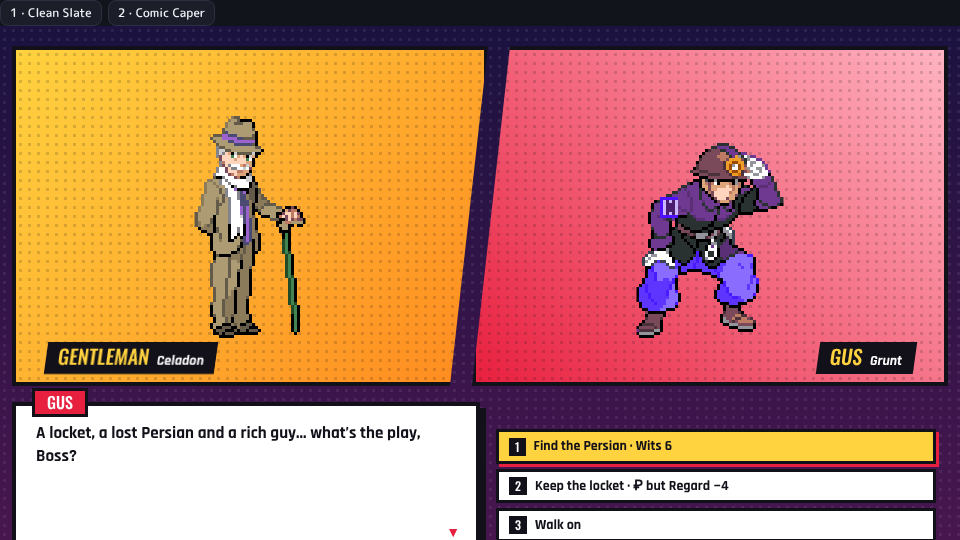 1 · Clean Slate
2 · Comic Caper
GENTLEMAN Celadon
GUS Grunt
GUS
A locket, a lost Persian and a rich guy... what's the play,
Boss?
1 Find the Persian · Wits 6
2 Keep the locket · ₽ but Regard −4
3 Walk on